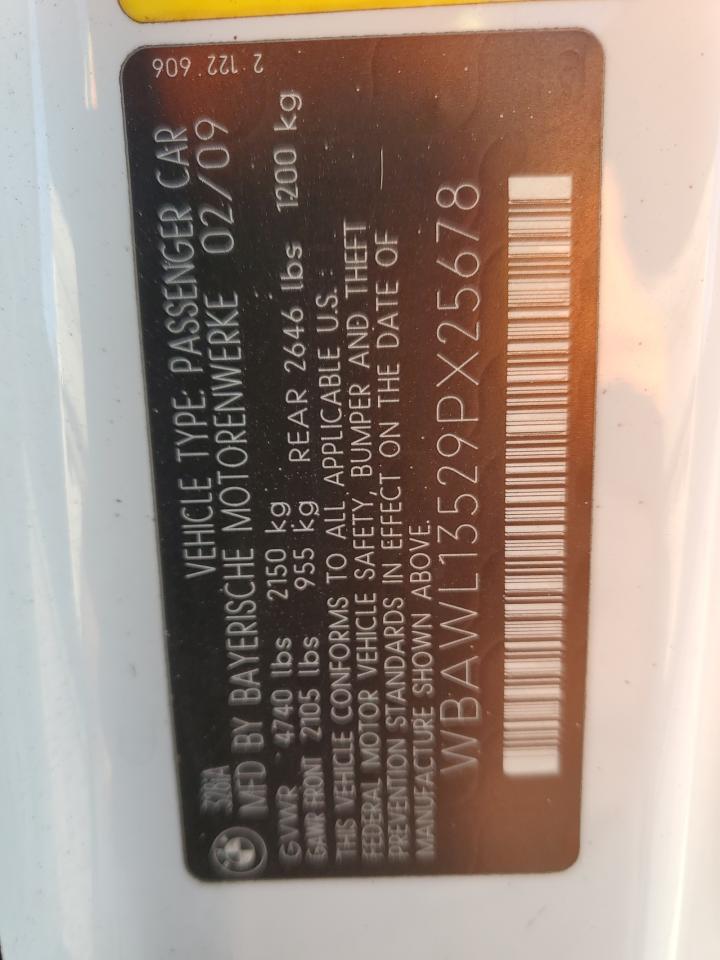 2 122 606
VEHICLE TYPE: PASSENGER CAR
MFD BY BAYERISCHE MOTORENWERKE 02/09
GVWR 4740 lbs 2150 kg
GAWR FRONT 2105 lbs 955 kg REAR 2646 lbs 1200 kg
THIS VEHICLE CONFORMS TO ALL APPLICABLE U.S.
FEDERAL MOTOR VEHICLE SAFETY, BUMPER AND THEFT
PREVENTION STANDARDS IN EFFECT ON THE DATE OF
MANUFACTURE SHOWN ABOVE.
WBAWL13529PX25678